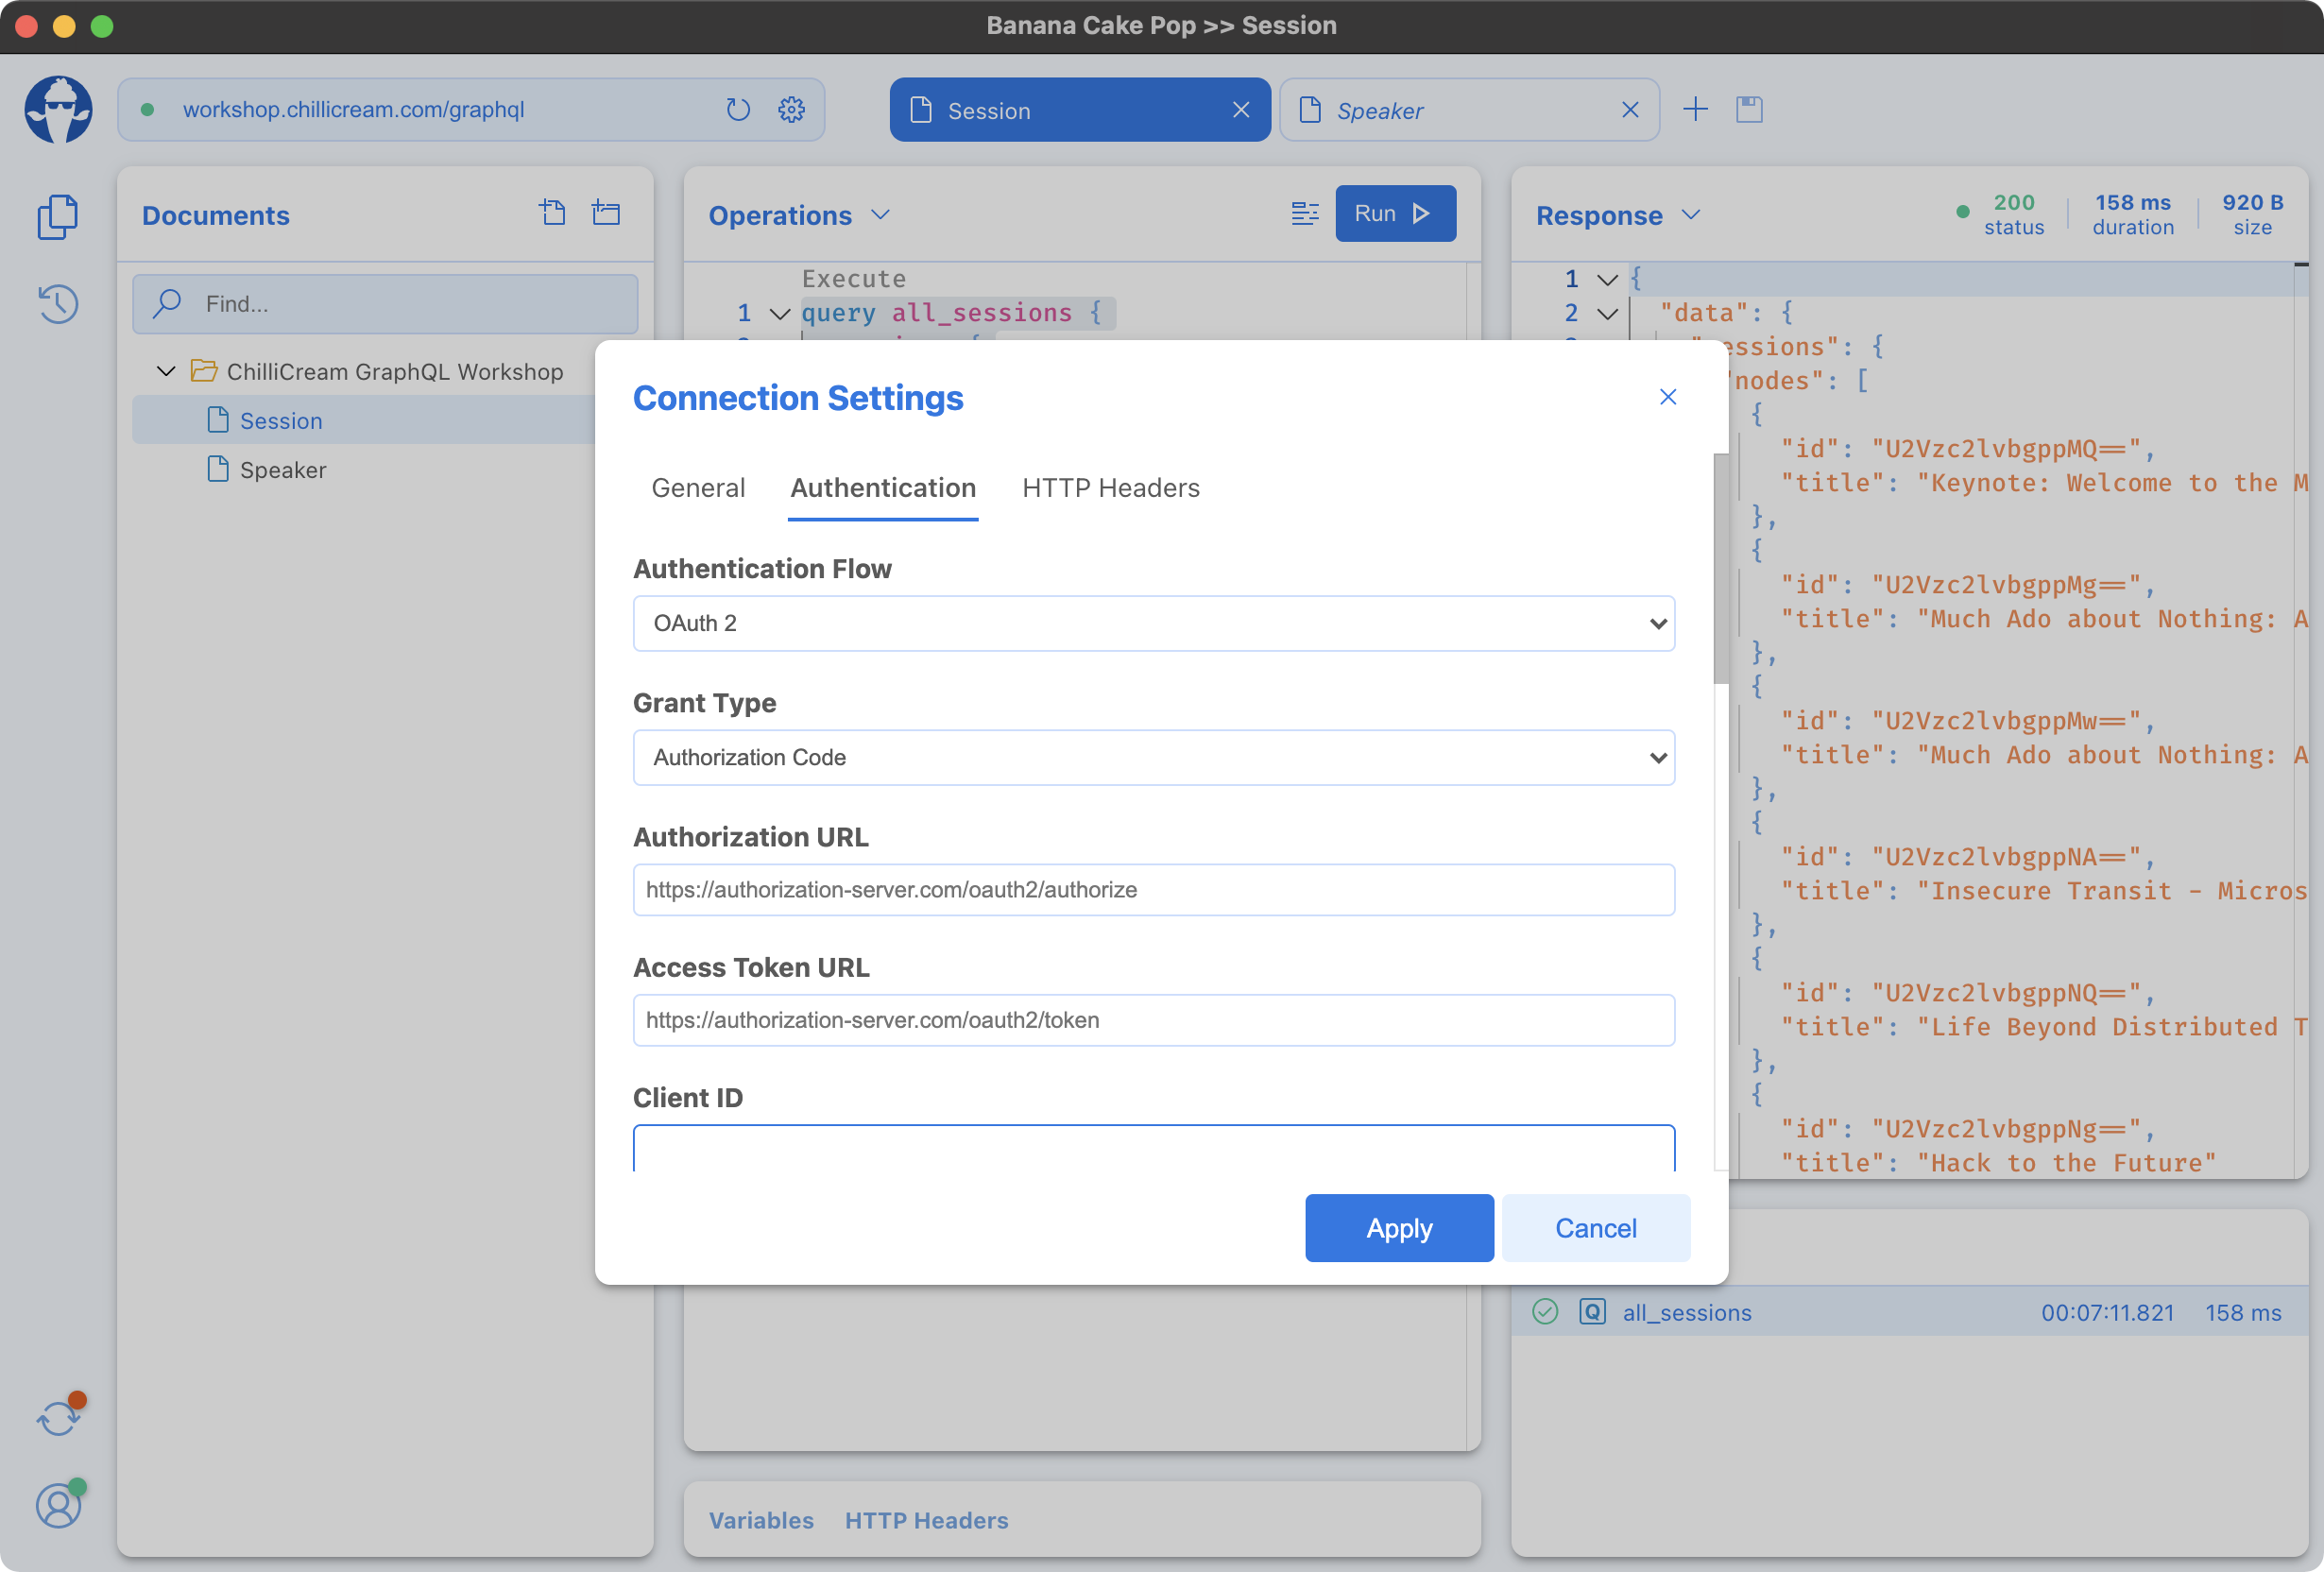 Banana Cake Pop >> Session
workshop.chillicream.com/graphql
Session
Speaker
Documents
Find...
ChilliCream GraphQL Workshop
Session
Speaker
Operations
Run
Execute
1
query all_sessions {
Response
200
status
158 ms
duration
920 B
size
1 {
2 "data": {
essions": {
nodes": [
{
"id": "U2Vzc2lvbgppMQ==",
"title": "Keynote: Welcome to the M
},
{
"id": "U2Vzc2lvbgppMg==",
"title": "Much Ado about Nothing: A
},
{
"id": "U2Vzc2lvbgppMw==",
"title": "Much Ado about Nothing: A
},
{
"id": "U2Vzc2lvbgppNA==",
"title": "Insecure Transit - Micros
},
{
"id": "U2Vzc2lvbgppNQ==",
"title": "Life Beyond Distributed T
},
{
"id": "U2Vzc2lvbgppNg==",
"title": "Hack to the Future"
Connection Settings
General
Authentication
HTTP Headers
Authentication Flow
OAuth 2
Grant Type
Authorization Code
Authorization URL
https://authorization-server.com/oauth2/authorize
Access Token URL
https://authorization-server.com/oauth2/token
Client ID
Apply
Cancel
Q
all_sessions
00:07:11.821
158 ms
Variables
HTTP Headers